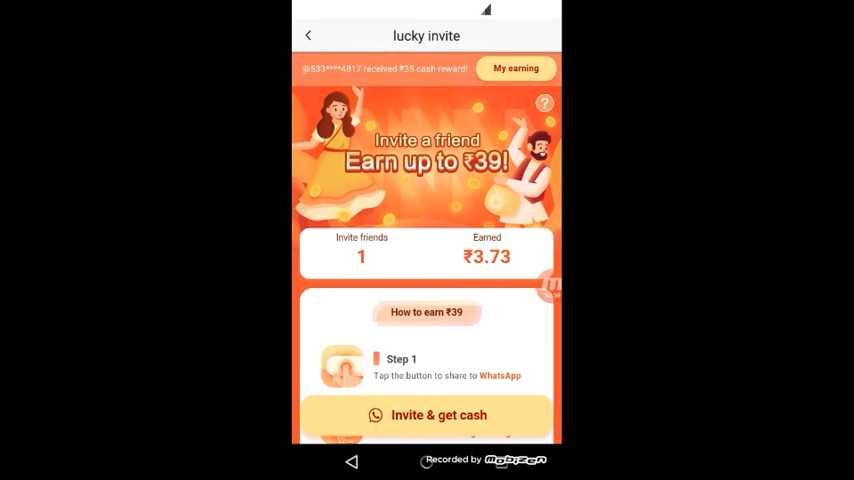 lucky invite
@533****4817 received ₹35 cash reward!
My earning
?
Invite a friend
Earn up to ₹39!
Invite friends
Earned
1
₹3.73
How to earn ₹39
Step 1
Tap the button to share to WhatsApp
Invite & get cash
Recorded by mobizen